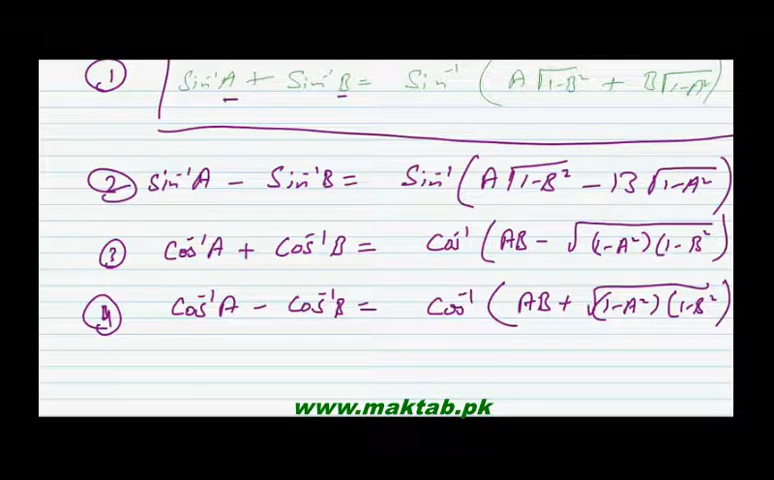 1 Sin⁻¹A + Sin⁻¹B = Sin⁻¹ (A √1-B² + B √1-A²)
2 Sin⁻¹A - Sin⁻¹B = Sin⁻¹ (A √1-B² - B √1-A²)
3 Cos⁻¹A + Cos⁻¹B = Cos⁻¹ (AB - √(1-A²)(1-B²))
4 Cos⁻¹A - Cos⁻¹B = Cos⁻¹ (AB + √(1-A²)(1-B²))
www.maktab.pk